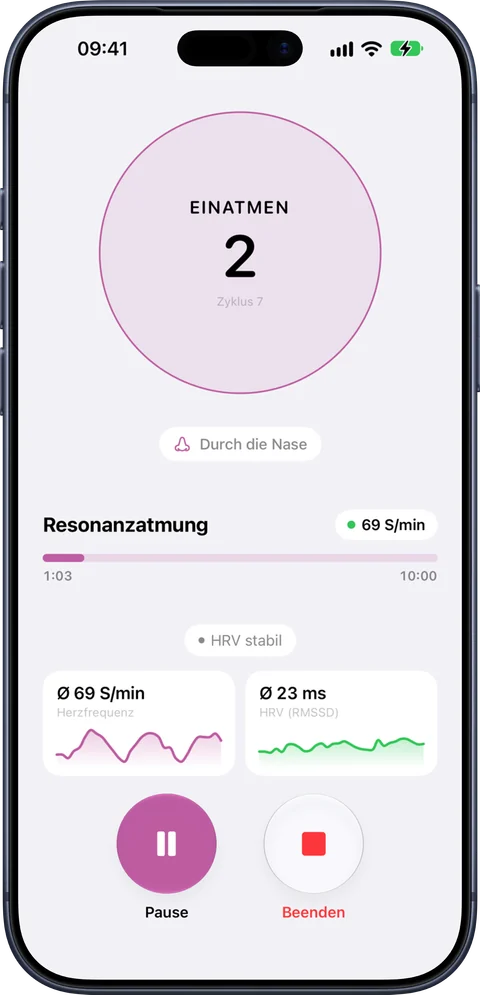 09:41
EINATMEN
2
Zyklus 7
Durch die Nase
Resonanzatmung
69 S/min
1:03
10:00
HRV stabil
Ø 69 S/min
Herzfrequenz
Ø 23 ms
HRV (RMSSD)
Pause
Beenden